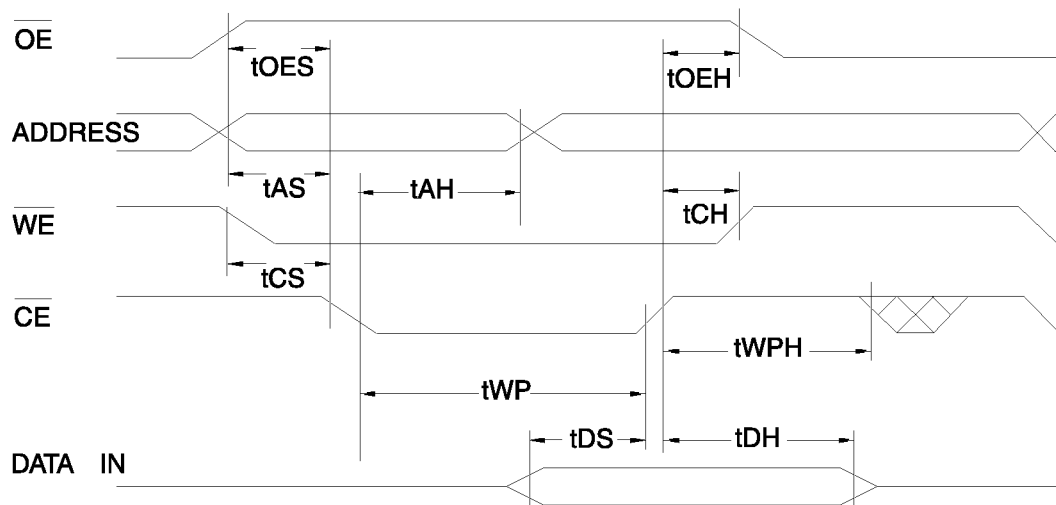 OE
tOES
tOEH
ADDRESS
tAS
tAH
tCH
WE
tCS
CE
tWPH
tWP
tDS
tDH
DATA IN